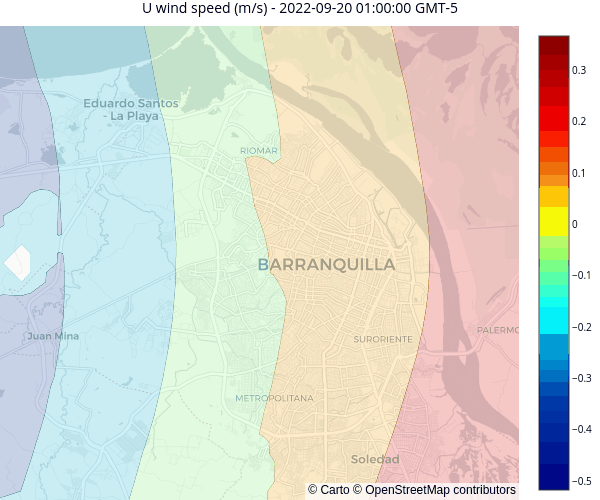 U wind speed (m/s) - 2022-09-20 01:00:00 GMT-5
Eduardo Santos
- La Playa
RIOMAR
BARRANQUILLA
Juan Mina
SURORIENTE
PALERMO
METROPOLITANA
Soledad
© Carto © OpenStreetMap contributors
0.3
0.2
0.1
0
−0.1
−0.2
−0.3
−0.4
−0.5